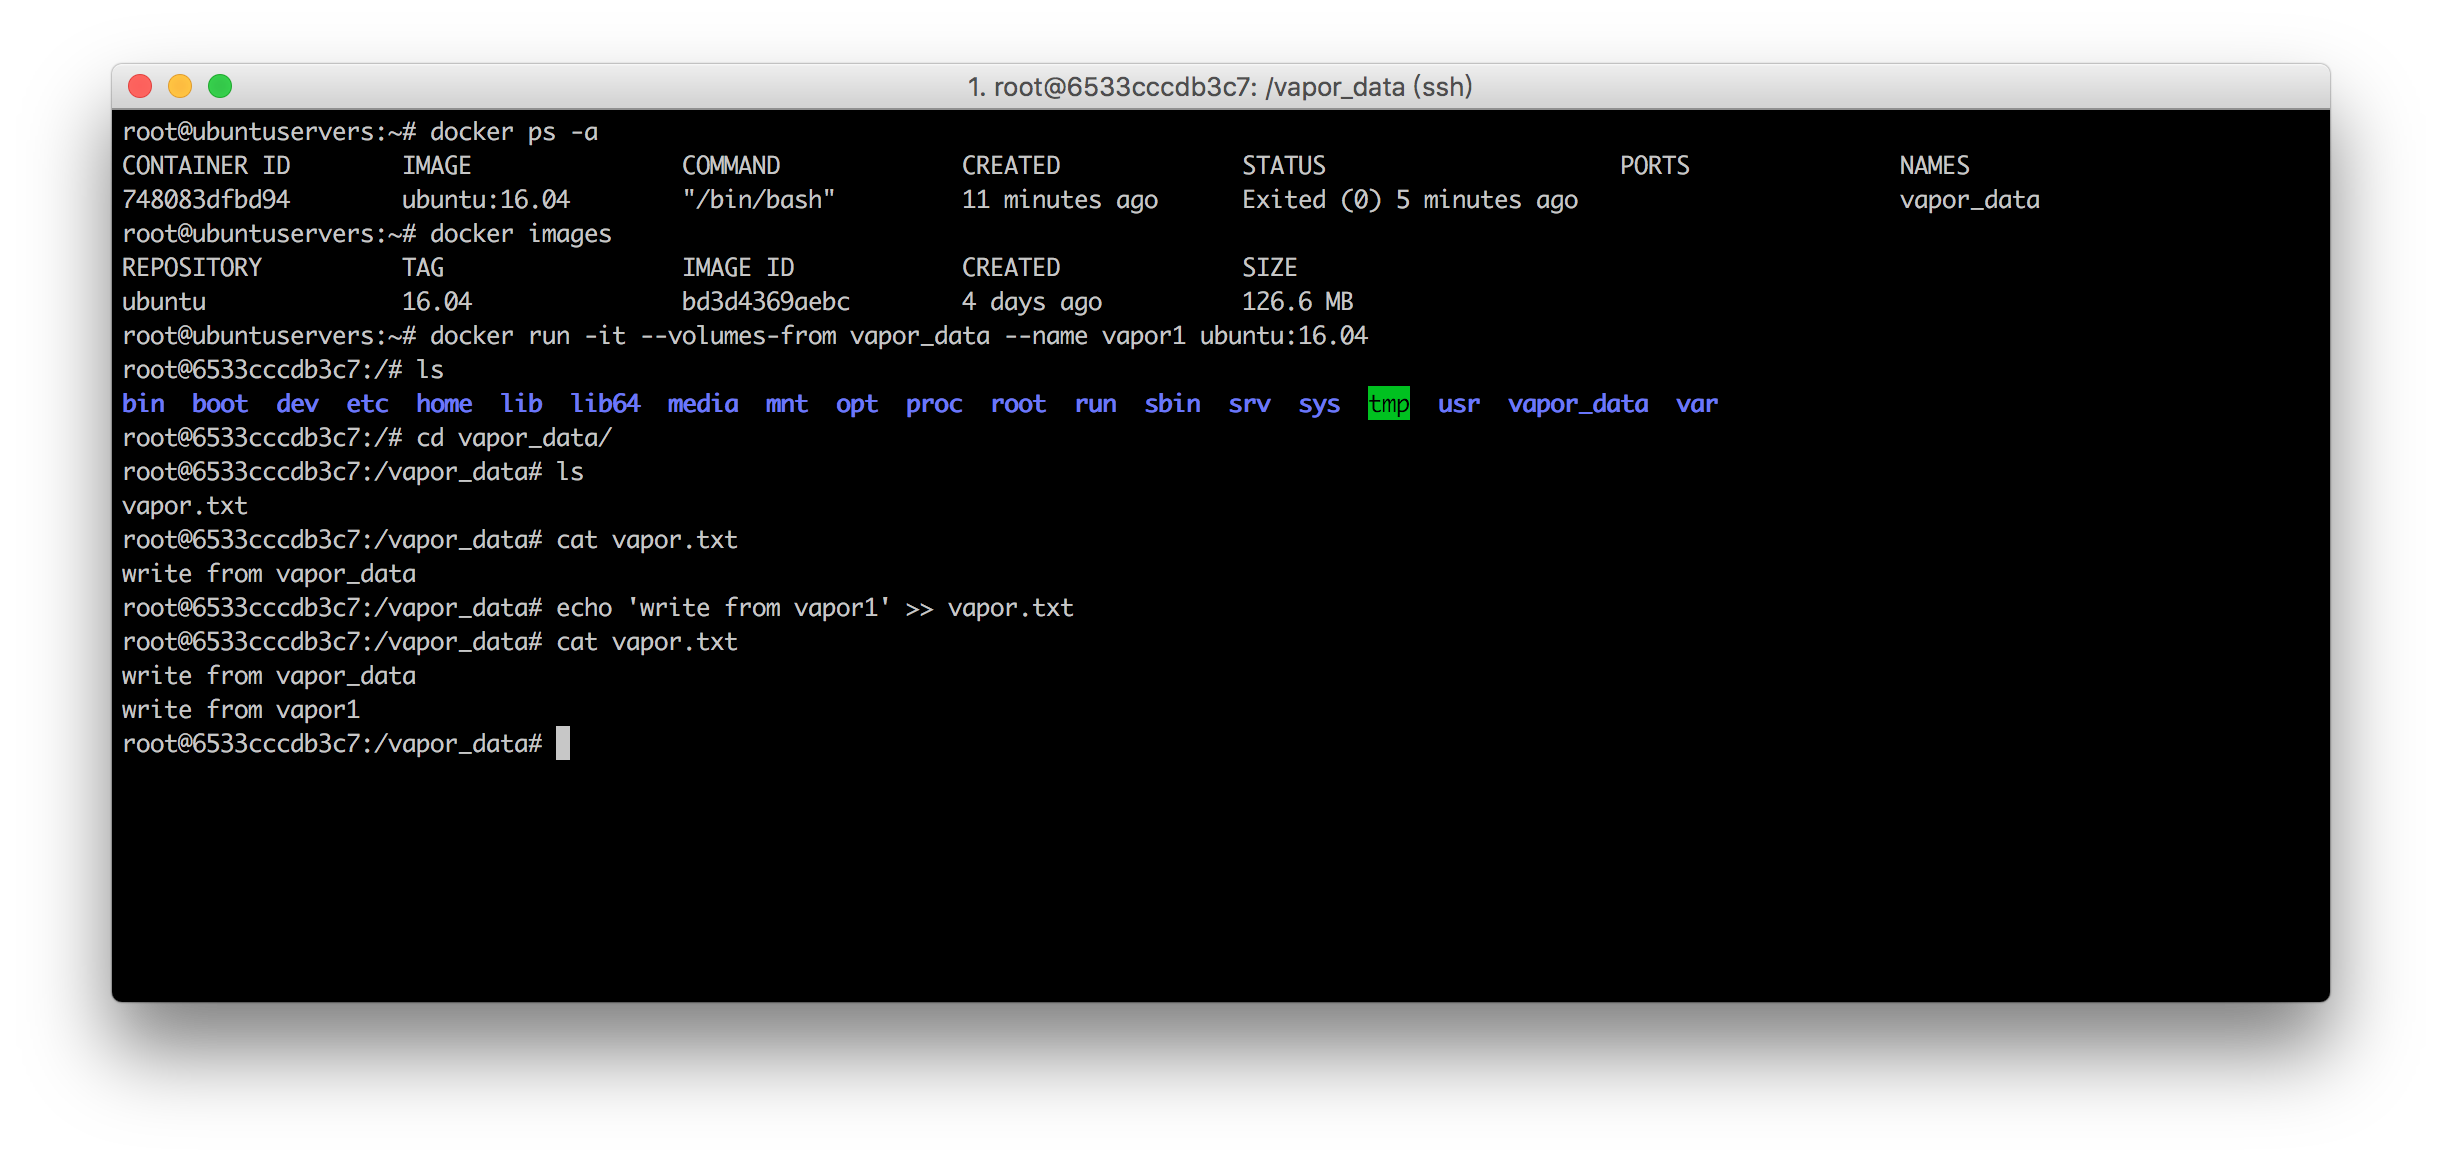 1. root@6533cccdb3c7: /vapor_data (ssh)
root@ubuntuservers:~# docker ps -a
CONTAINER ID        IMAGE               COMMAND             CREATED             STATUS                     PORTS               NAMES
748083dfbd94        ubuntu:16.04        "/bin/bash"         11 minutes ago      Exited (0) 5 minutes ago                       vapor_data
root@ubuntuservers:~# docker images
REPOSITORY          TAG                 IMAGE ID            CREATED             SIZE
ubuntu              16.04               bd3d4369aebc        4 days ago          126.6 MB
root@ubuntuservers:~# docker run -it --volumes-from vapor_data --name vapor1 ubuntu:16.04
root@6533cccdb3c7:/# ls
bin  boot  dev  etc  home  lib  lib64  media  mnt  opt  proc  root  run  sbin  srv  sys  tmp  usr  vapor_data  var
root@6533cccdb3c7:/# cd vapor_data/
root@6533cccdb3c7:/vapor_data# ls
vapor.txt
root@6533cccdb3c7:/vapor_data# cat vapor.txt
write from vapor_data
root@6533cccdb3c7:/vapor_data# echo 'write from vapor1' >> vapor.txt
root@6533cccdb3c7:/vapor_data# cat vapor.txt
write from vapor_data
write from vapor1
root@6533cccdb3c7:/vapor_data#